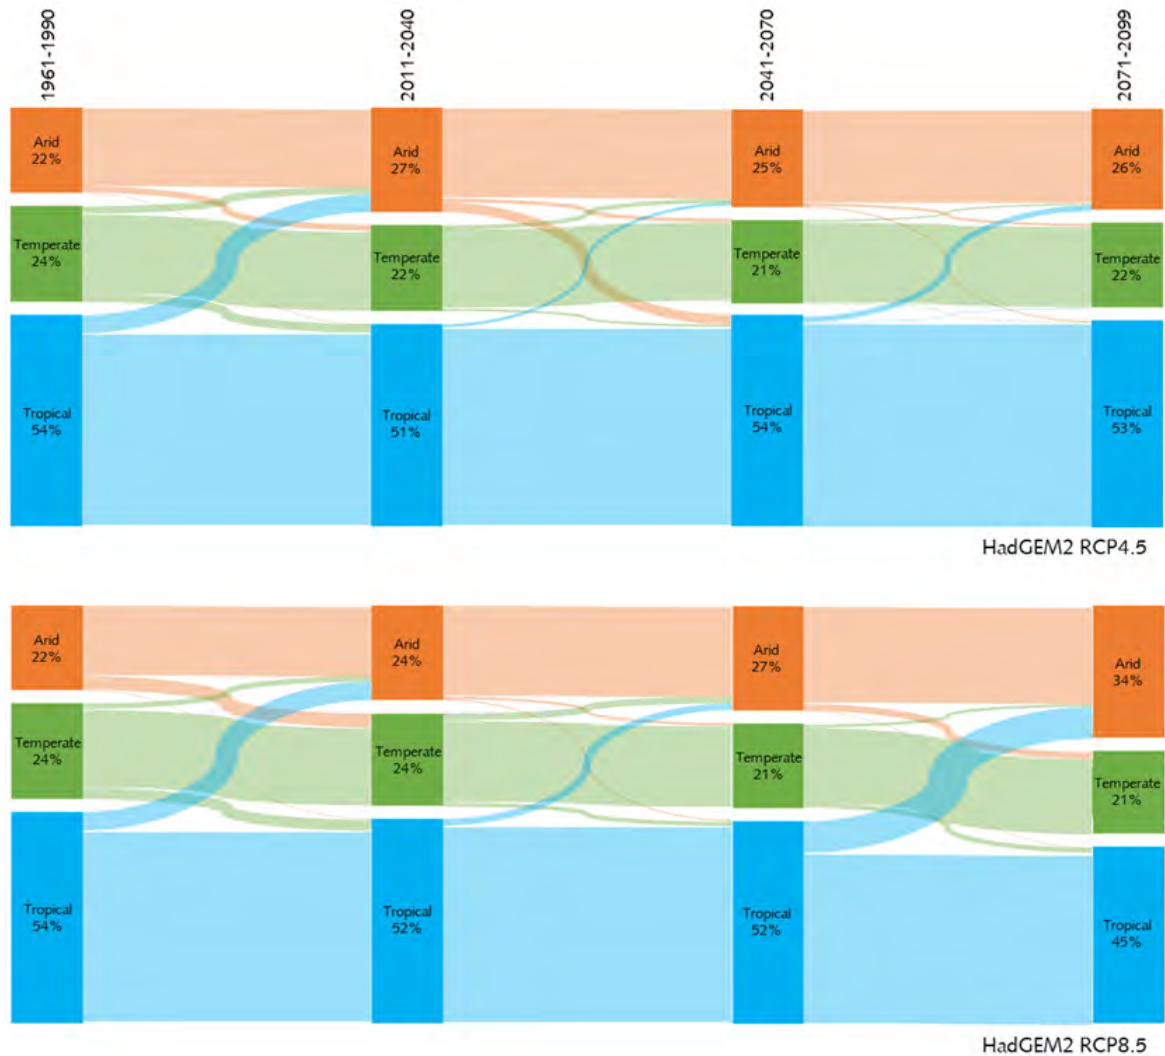 1961-1990
2011-2040
2041-2070
2071-2099
Arid
22%
Arid
27%
Arid
25%
Arid
26%
Temperate
24%
Temperate
22%
Temperate
21%
Temperate
22%
Tropical
54%
Tropical
51%
Tropical
54%
Tropical
53%
HadGEM2 RCP4.5
Arid
22%
Arid
24%
Arid
27%
Arid
34%
Temperate
24%
Temperate
24%
Temperate
21%
Temperate
21%
Tropical
54%
Tropical
52%
Tropical
52%
Tropical
45%
HadGEM2 RCP8.5